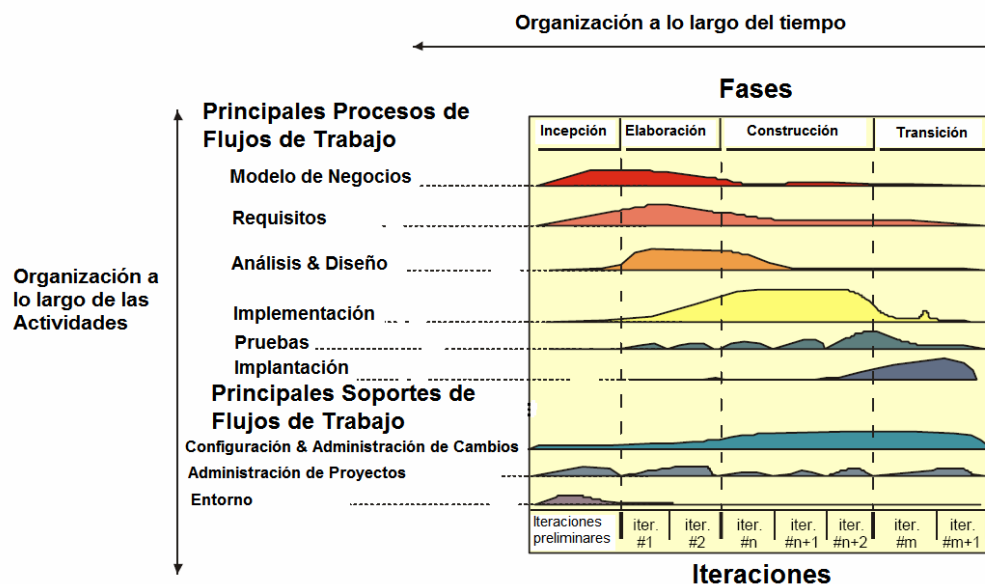 Organización a lo largo del tiempo
Fases
Principales Procesos de
Flujos de Trabajo
Incepción
Elaboración
Construcción
Transición
Modelo de Negocios
Requisitos
Análisis & Diseño
Organización a
lo largo de las
Actividades
Implementación
Pruebas
Implantación
Principales Soportes de
Flujos de Trabajo
Configuración & Administración de Cambios
Administración de Proyectos
Entorno
Iteraciones
preliminares
iter.
#1
iter.
#2
iter.
#n
iter.
#n+1
iter.
#n+2
iter.
#m
iter.
#m+1
Iteraciones